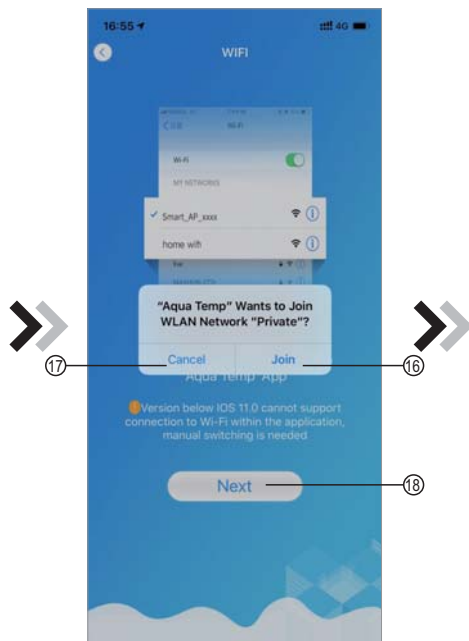 16:55 4G
WIFI
Wi-Fi
Wi-Fi
MY NETWORKS
Smart_AP_xxxx
home wifi
"Aqua Temp" Wants to Join
WLAN Network "Private"?
Cancel Join
⑰ ⑯
Aqua Temp App
Version below IOS 11.0 cannot support
connection to Wi-Fi within the application,
manual switching is needed
Next ⑱